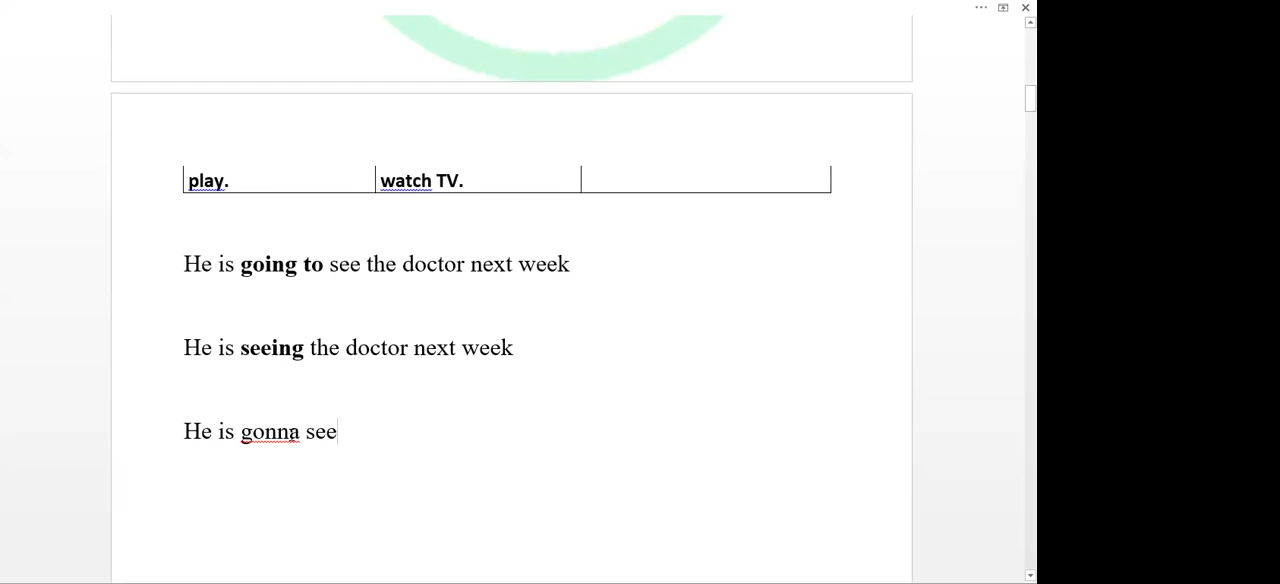 play. watch TV.
He is going to see the doctor next week
He is seeing the doctor next week
He is gonna see